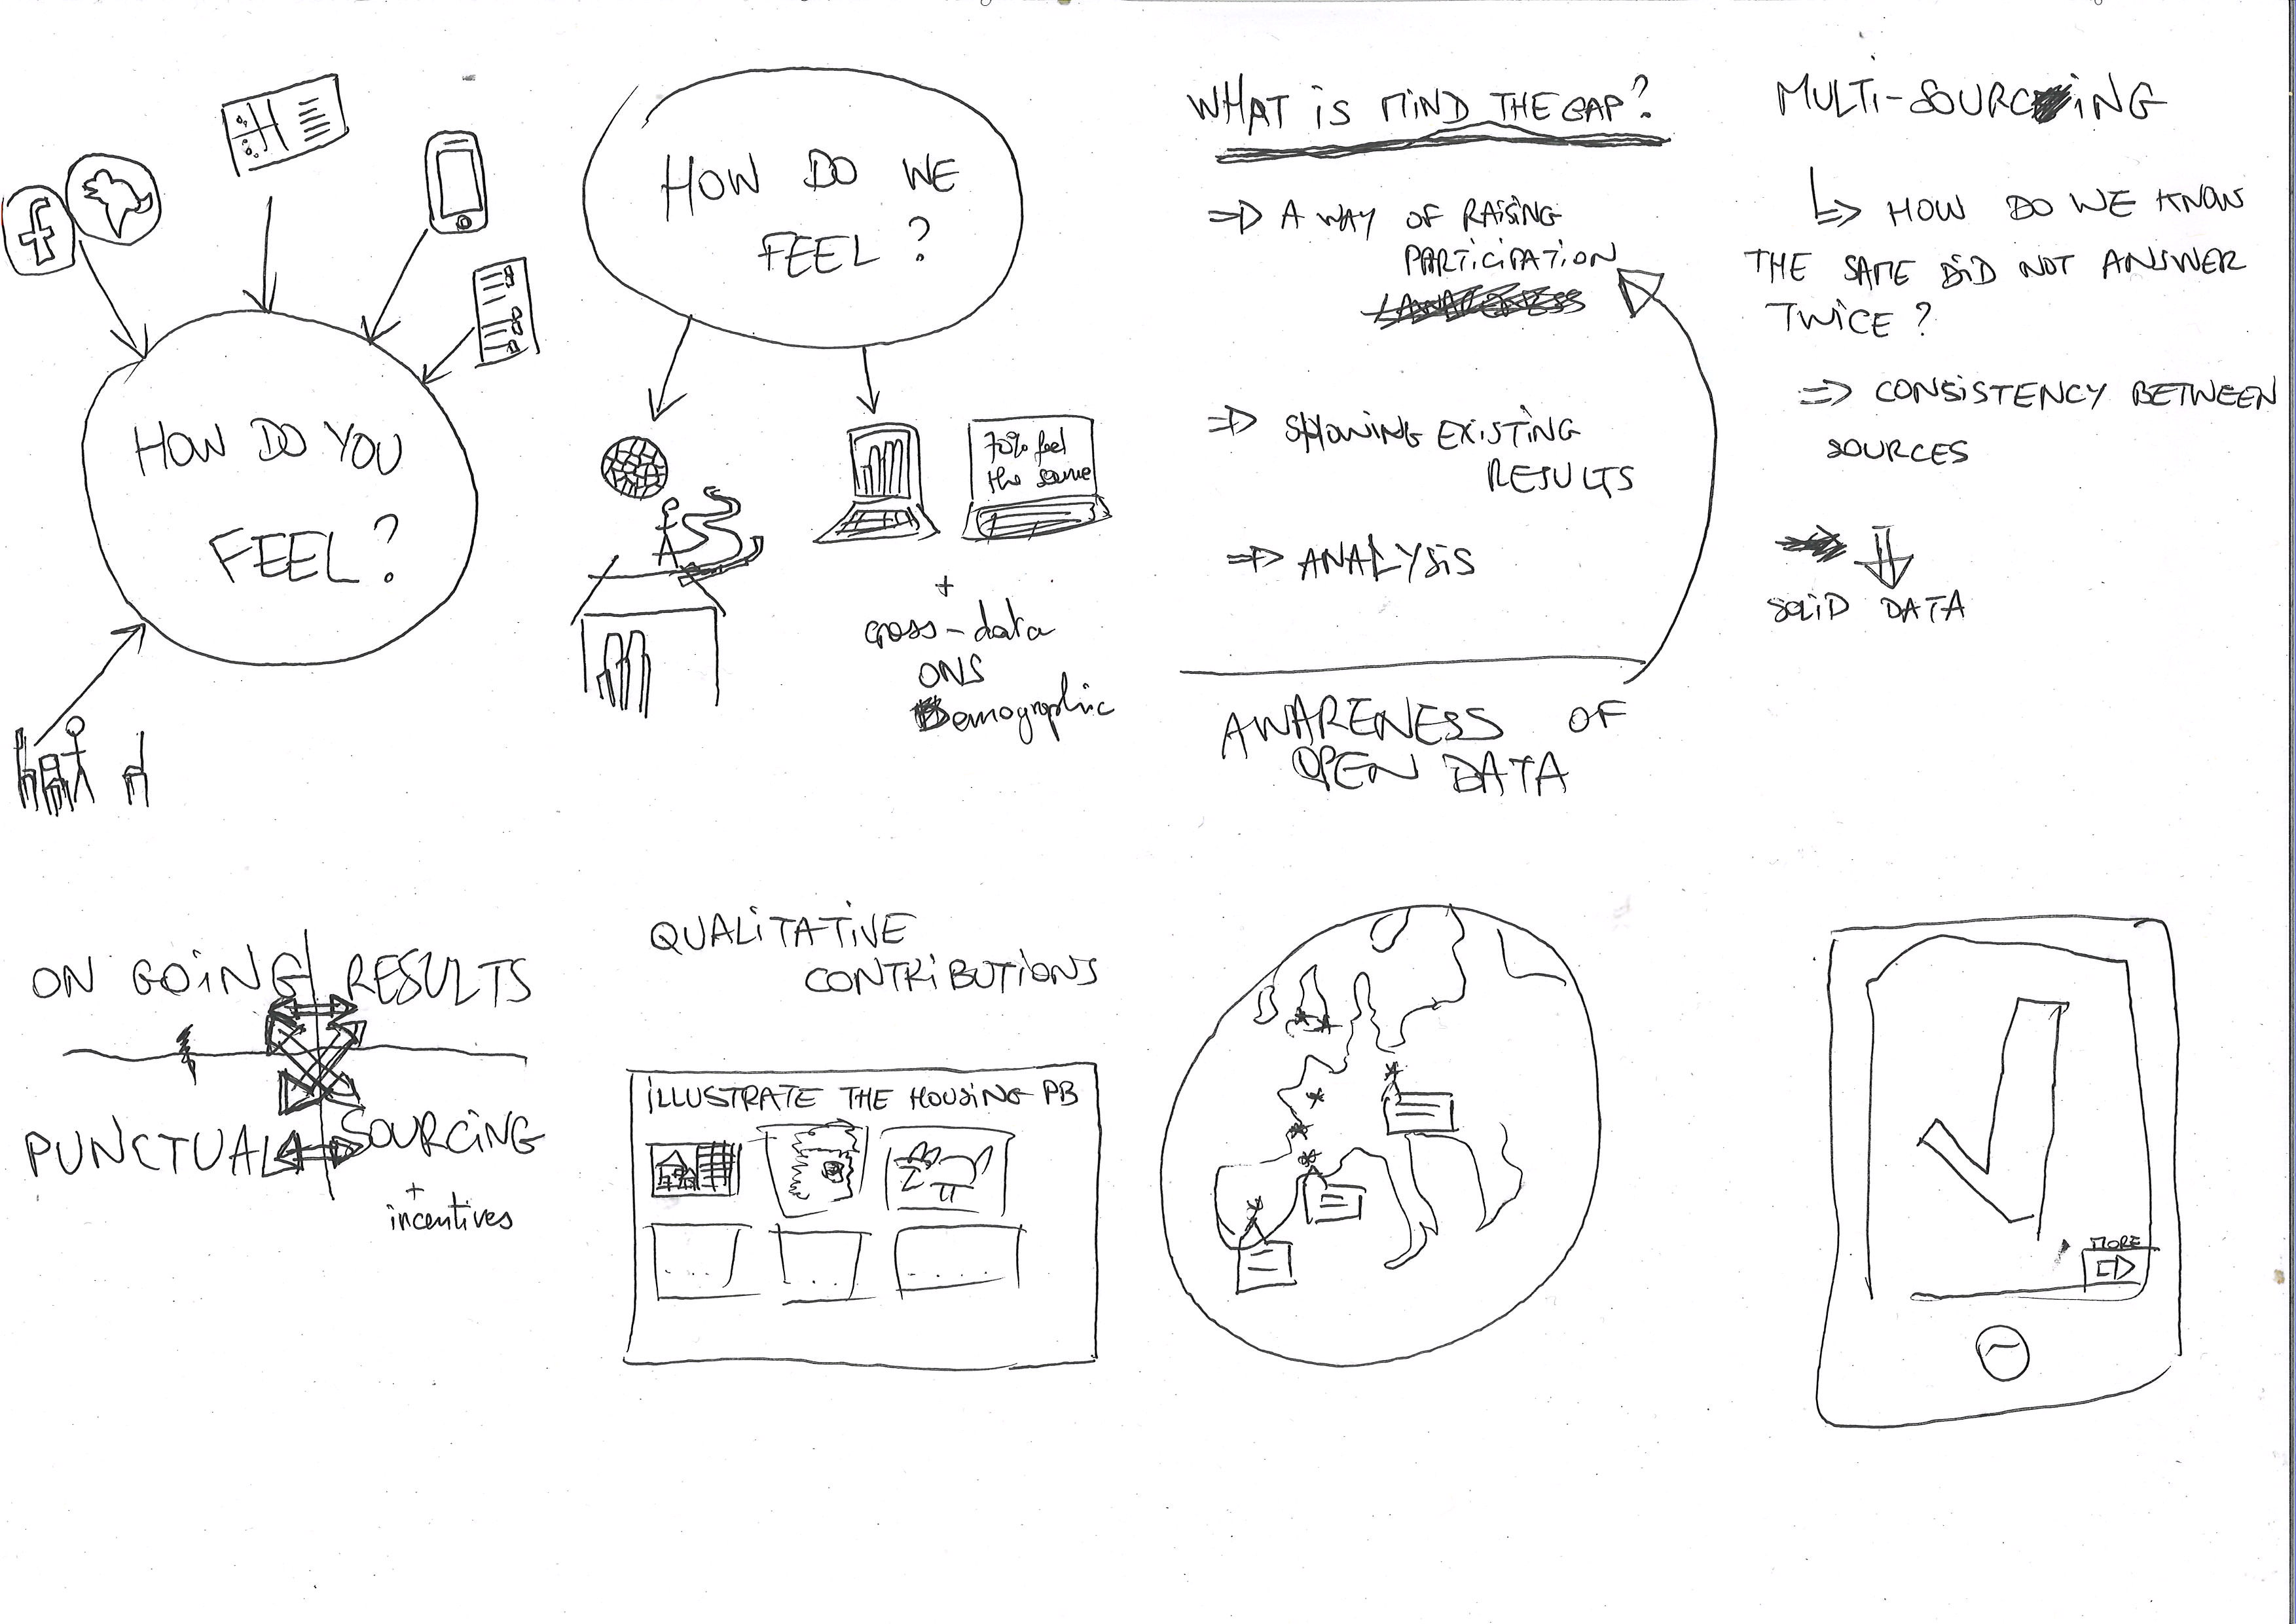 HOW DO YOU
FEEL?
HOW DO WE
FEEL?
70% feel
the same
+
cross-data
ONS
Demographic
WHAT IS MIND THE GAP?
=> A WAY OF RAISING
PARTICIPATION
=> SHOWING EXISTING
RESULTS
=> ANALYSIS
AWARENESS OF
OPEN DATA
MULTI-SOURCING
HOW DO WE KNOW
THE SAME DID NOT ANSWER
TWICE?
=> CONSISTENCY BETWEEN
SOURCES
SOLID DATA
ON GOING RESULTS
PUNCTUAL SOURCING
+
incentives
QUALITATIVE
CONTRIBUTIONS
ILLUSTRATE THE HOUSING PB
MORE